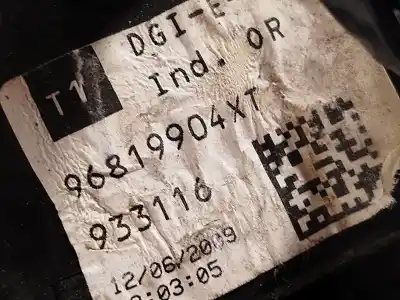 DGI-E
Ind. OR
T1
96819904XT
933116
12/06/2009
:03:05